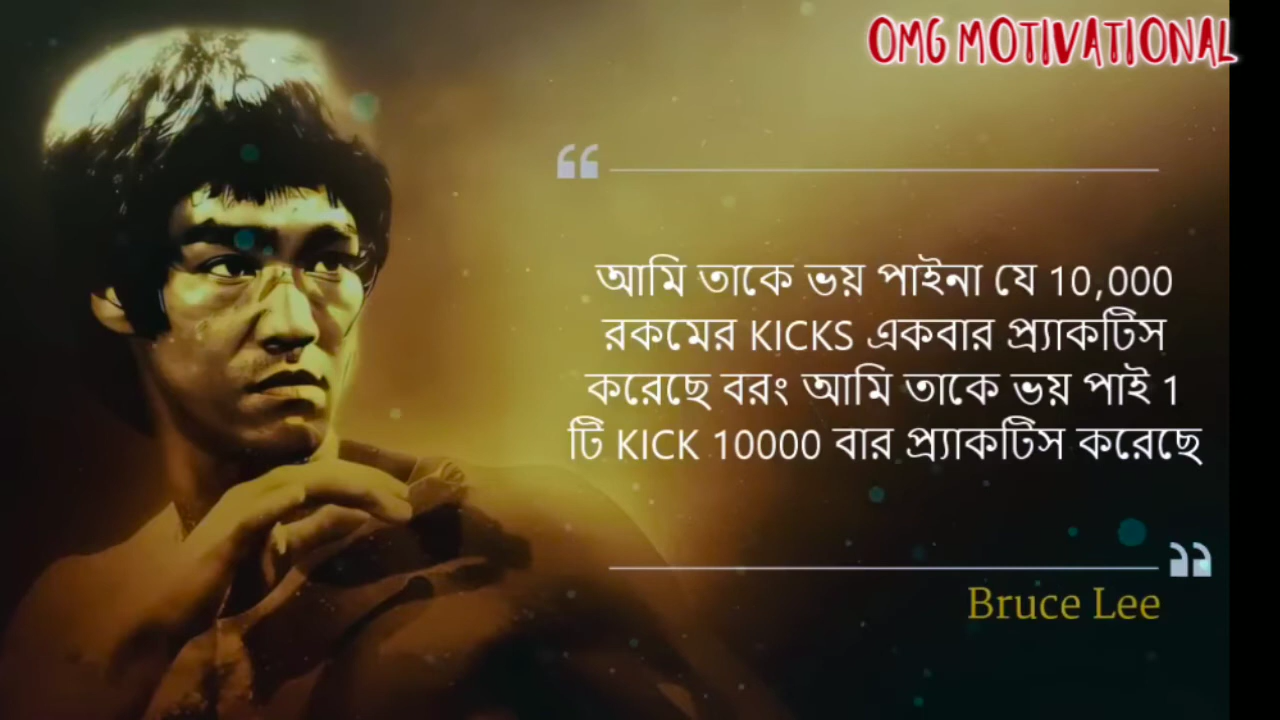 OMG MOTIVATIONAL
“
আমি তাকে ভয় পাইনা যে 10,000
রকমের KICKS একবার প্র্যাকটিস
করেছে বরং আমি তাকে ভয় পাই 1
টি KICK 10000 বার প্র্যাকটিস করেছে
”
Bruce Lee